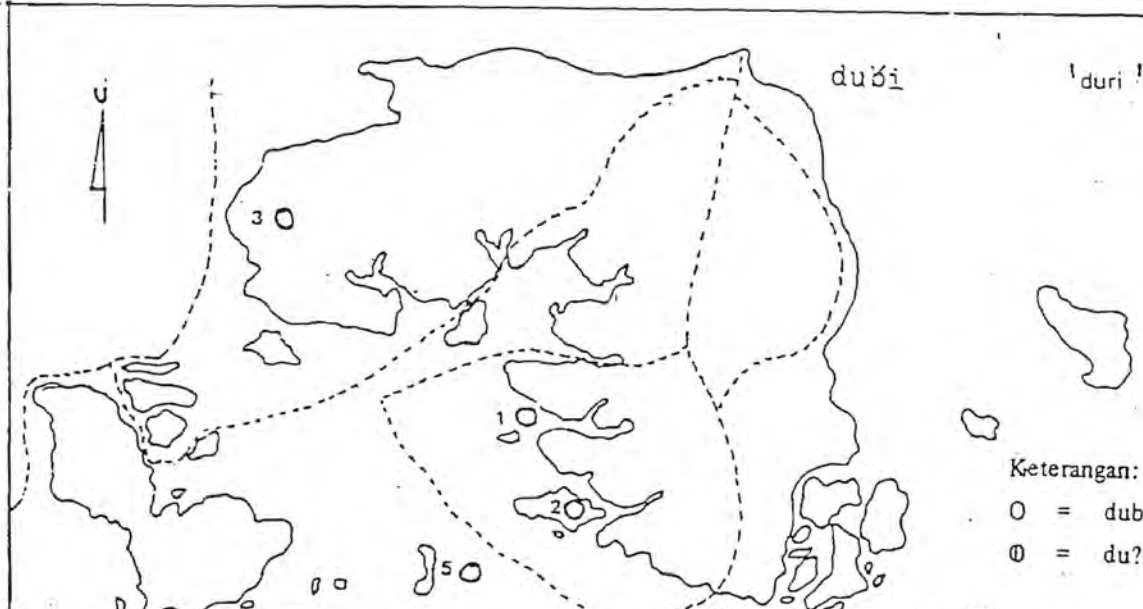 U
dubi
'duri'
3
1
2
5
Keterangan:
O = dub
⦶ = du?